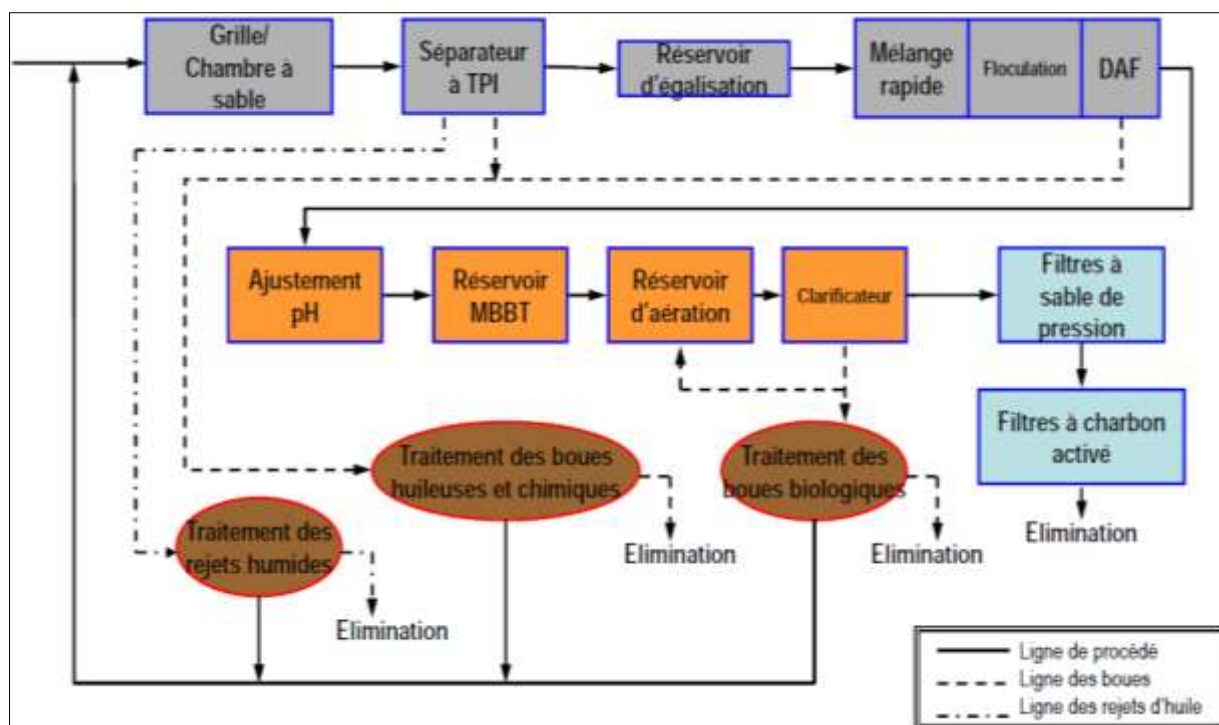 Grille/
Chambre à
sable
Séparateur
à TPI
Réservoir
d'égalisation
Mélange
rapide
Floculation
DAF
Ajustement
pH
Réservoir
MBBT
Réservoir
d'aération
Clarificateur
Filtres à
sable de
pression
Filtres à charbon
activé
Elimination
Traitement des boues
huileuses et chimiques
Elimination
Traitement des
boues biologiques
Elimination
Traitement des
rejets humides
Elimination
Ligne de procédé
Ligne des boues
Ligne des rejets d'huile